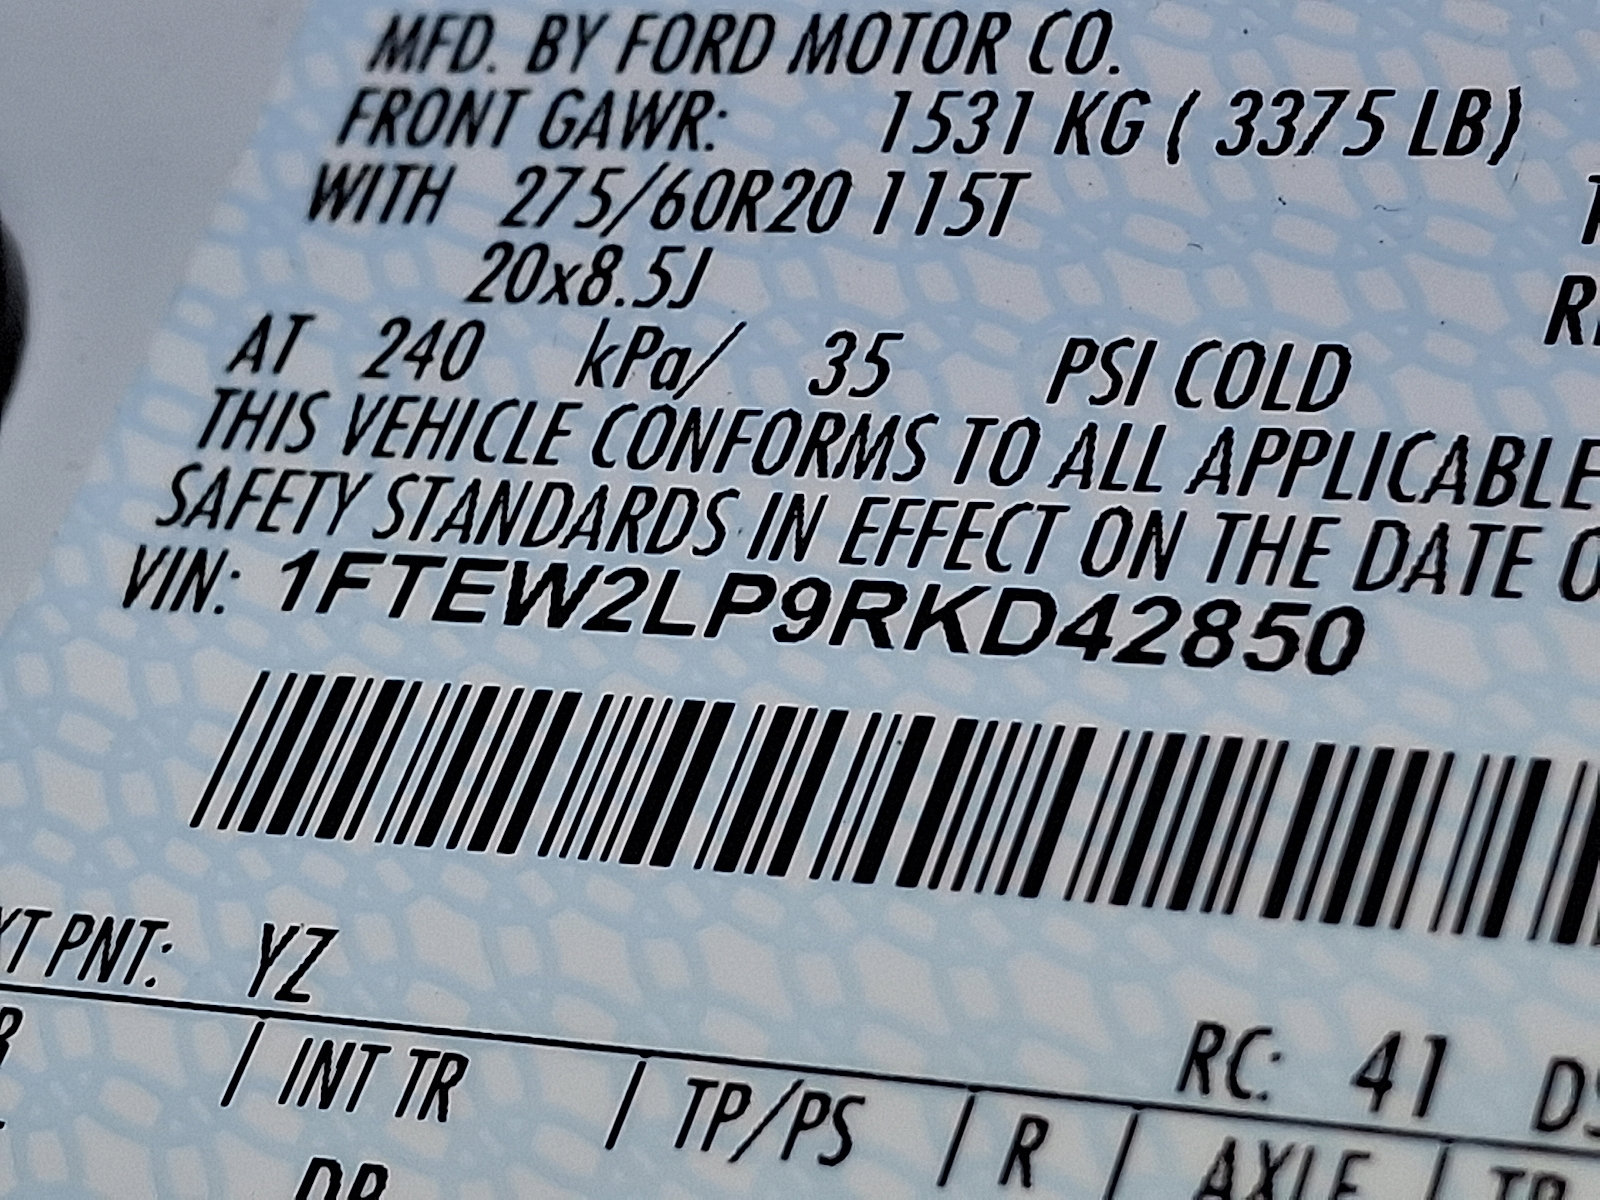 MFD. BY FORD MOTOR CO.
FRONT GAWR: 1531 KG ( 3375 LB)
WITH 275/60R20 115T
20x8.5J
AT 240 kPa/ 35 PSI COLD
THIS VEHICLE CONFORMS TO ALL APPLICABLE
SAFETY STANDARDS IN EFFECT ON THE DATE
VIN: 1FTEW2LP9RKD42850
PNT: YZ
RC: 41
INT TR | TP/PS | R | AXLE